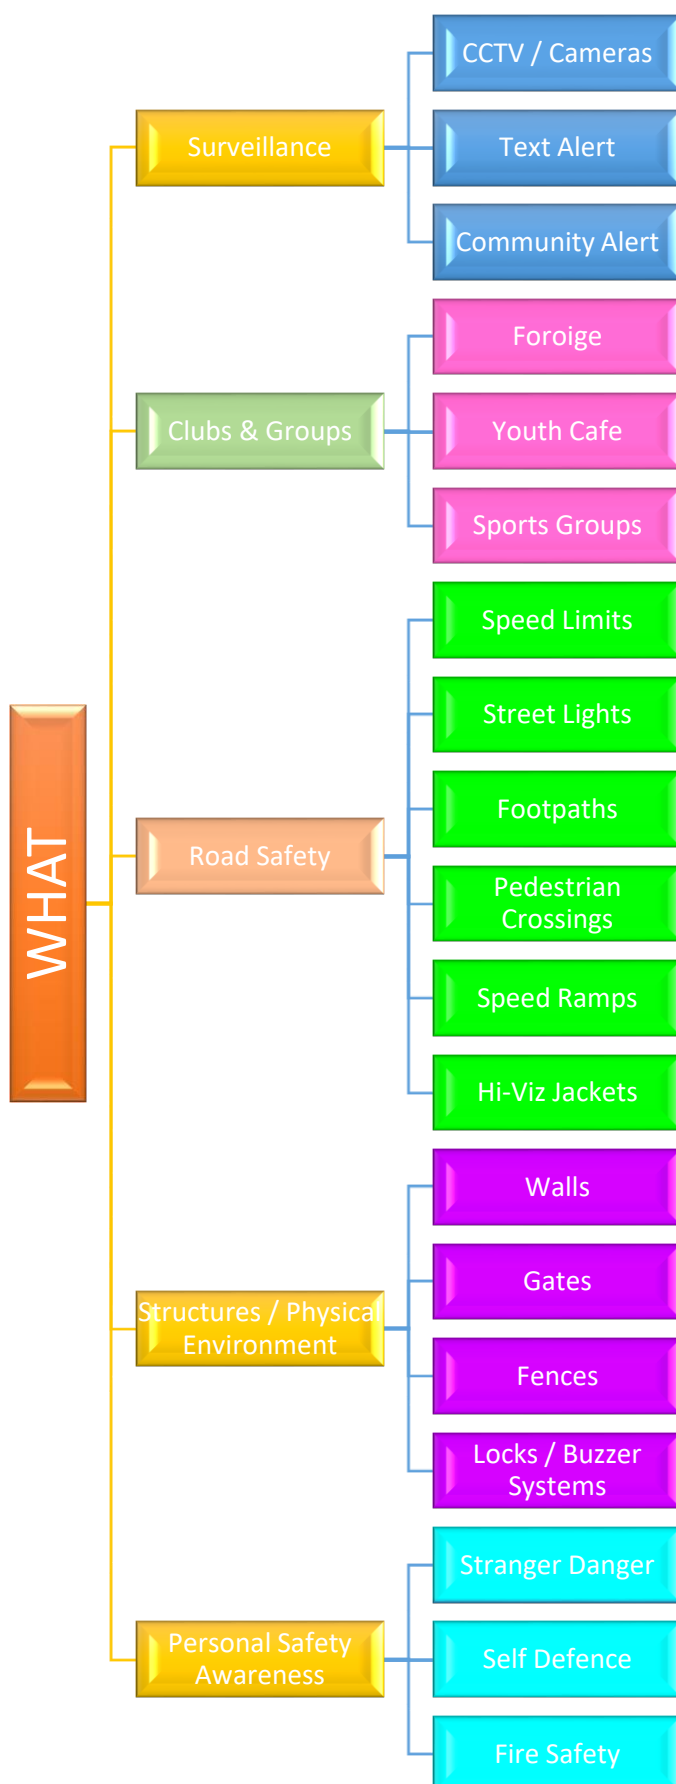 WHAT
Surveillance
CCTV / Cameras
Text Alert
Community Alert
Clubs & Groups
Foroige
Youth Cafe
Sports Groups
Road Safety
Speed Limits
Street Lights
Footpaths
Pedestrian
Crossings
Speed Ramps
Hi-Viz Jackets
Structures / Physical
Environment
Walls
Gates
Fences
Locks / Buzzer
Systems
Personal Safety
Awareness
Stranger Danger
Self Defence
Fire Safety